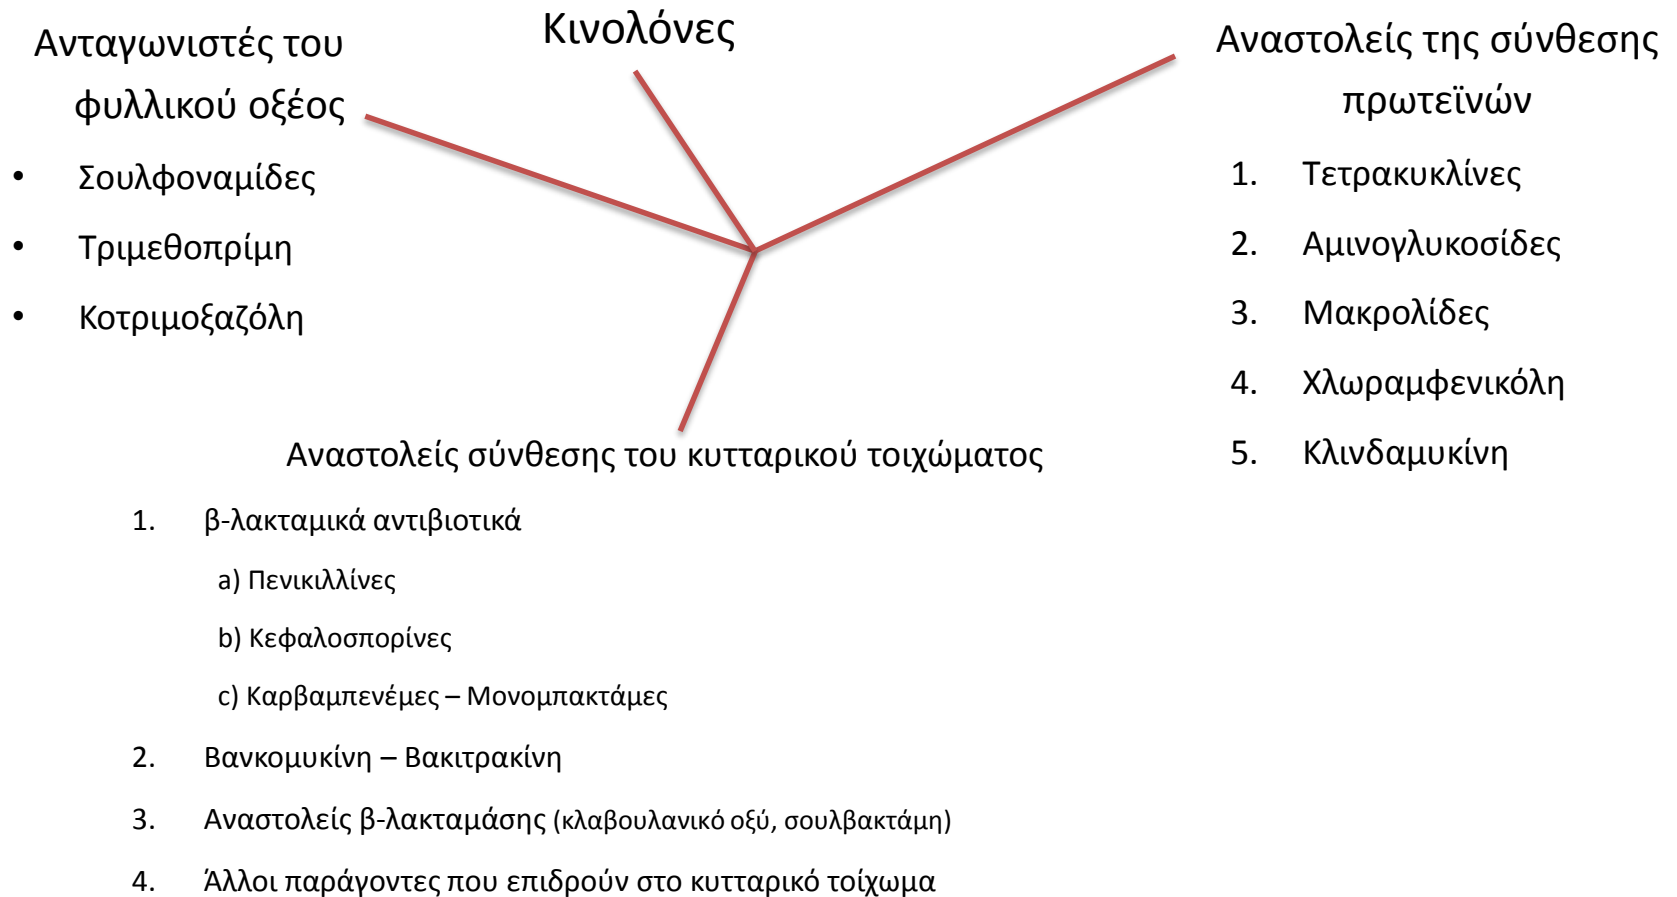 Ανταγωνιστές του
φυλλικού οξέος
• Σουλφοναμίδες
• Τριμεθοπρίμη
• Κοτριμοξαζόλη
Κινολόνες
Αναστολείς της σύνθεσης
πρωτεϊνών
1. Τετρακυκλίνες
2. Αμινογλυκοσίδες
3. Μακρολίδες
4. Χλωραμφενικόλη
5. Κλινδαμυκίνη
Αναστολείς σύνθεσης του κυτταρικού τοιχώματος
1. β-λακταμικά αντιβιοτικά
a) Πενικιλλίνες
b) Κεφαλοσπορίνες
c) Καρβαμπενέμες – Μονομπακτάμες
2. Βανκομυκίνη – Βακιτρακίνη
3. Αναστολείς β-λακταμάσης (κλαβουλανικό οξύ, σουλβακτάμη)
4. Άλλοι παράγοντες που επιδρούν στο κυτταρικό τοίχωμα